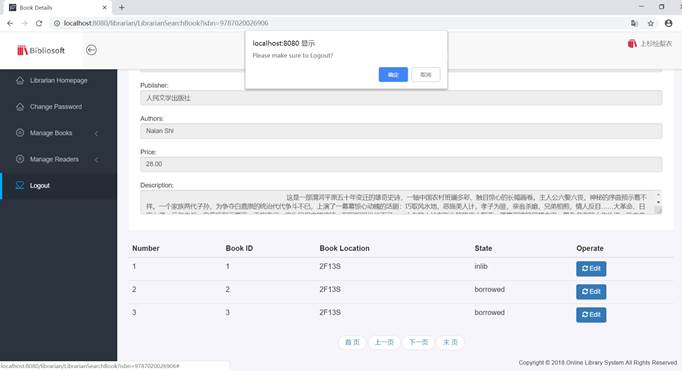 Book Details
localhost:8080/librarian/LibrarianSearchBook?isbn=9787020026906
Bibliosoft
上杉绘梨衣
localhost:8080 显示
Please make sure to Logout?
确定
取消
Librarian Homepage
Change Password
Manage Books
Manage Readers
Logout
Publisher:
人民文学出版社
Authors:
Naian Shi
Price:
28.00
Description:
这是一部渭河平原五十年变迁的雄奇史诗，一轴中国农村斑斓多彩、触目惊心的长幅画卷。主人公六娶六丧，神秘的序曲预示着不
祥。一个家族两代子孙，为争夺白鹿原的统治代代争斗不已，上演了一幕幕惊心动魄的活剧：巧取风水地，恶施美人计，孝子为匪，亲翁杀媳，兄弟相煎，情人反目……大革命、日
Number Book ID Book Location State Operate
1 1 2F13S inlib Edit
2 2 2F13S borrowed Edit
3 3 2F13S borrowed Edit
首 页 上一页 下一页 末 页
localhost:8080/librarian/LibrarianSearchBook?isbn=9787020026906#
Copyright © 2018.Online Library System All Rights Reserved.